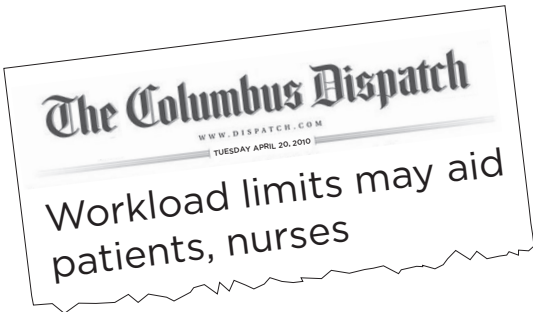 The Columbus Dispatch
WWW.DISPATCH.COM
TUESDAY APRIL 20, 2010
Workload limits may aid
patients, nurses